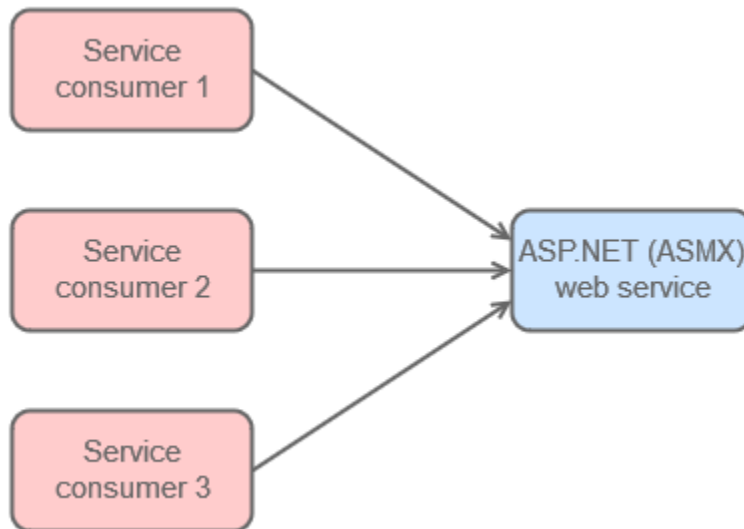 Service
consumer 1
Service
consumer 2
ASP.NET (ASMX)
web service
Service
consumer 3